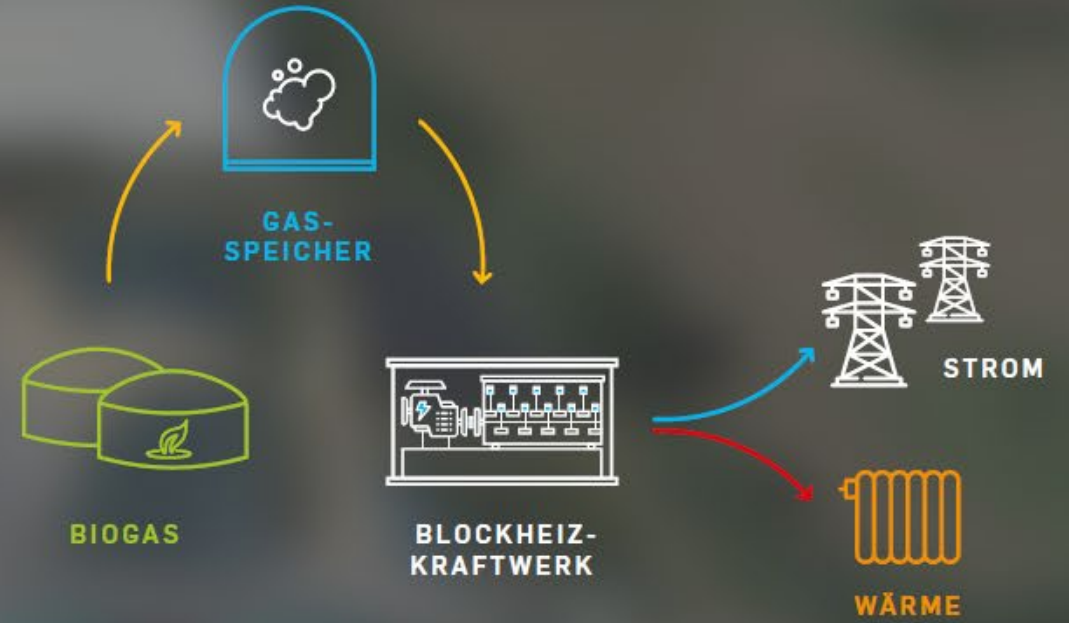 GAS-
SPEICHER
BIOGAS
BLOCKHEIZ-
KRAFTWERK
STROM
WÄRME